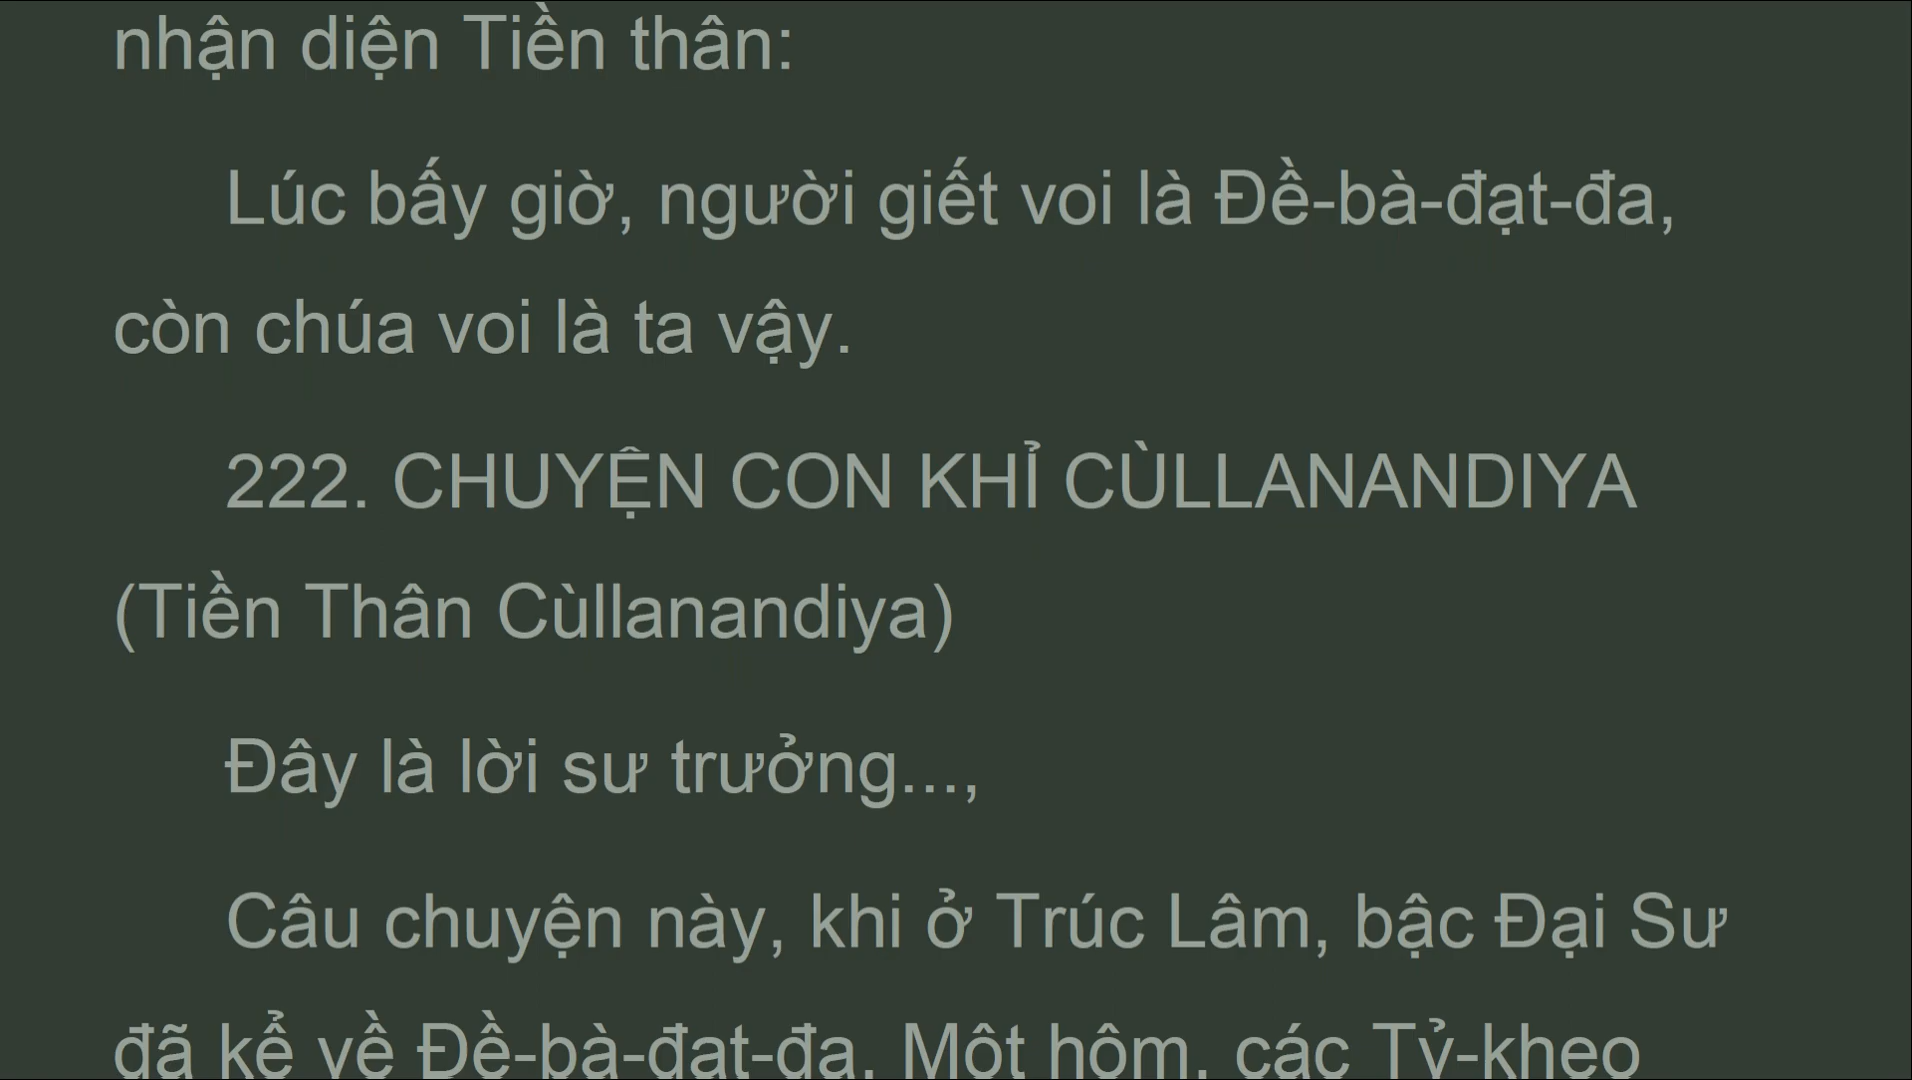 nhận diện Tiền thân:
Lúc bấy giờ, người giết voi là Đề-bà-đạt-đa,
còn chúa voi là ta vậy.
222. CHUYỆN CON KHỈ CÙLLANANDIYA
(Tiền Thân Cùllanandiya)
Đây là lời sư trưởng...,
Câu chuyện này, khi ở Trúc Lâm, bậc Đại Sư
đã kể về Đề-bà-đạt-đa. Một hôm, các Tỷ-kheo